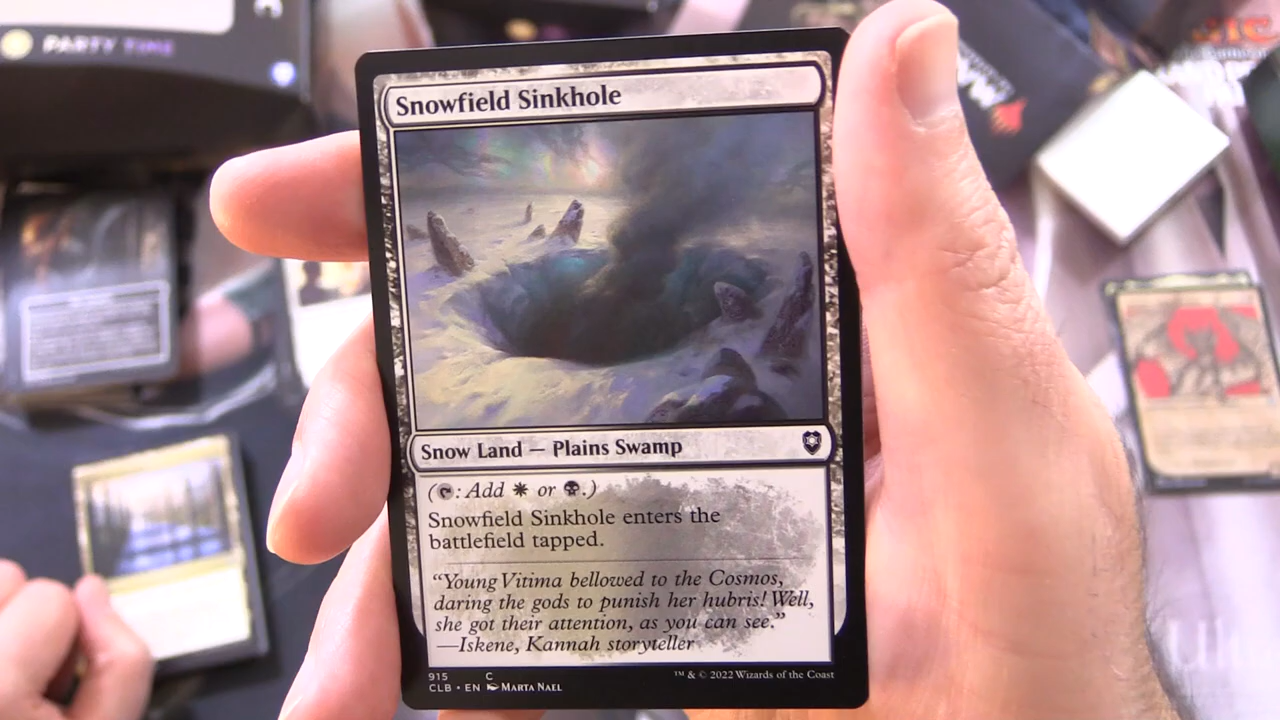 PARTY TIME
Snowfield Sinkhole
Snow Land — Plains Swamp
(: Add or .)
Snowfield Sinkhole enters the
battlefield tapped.
“Young Vitima bellowed to the Cosmos,
daring the gods to punish her hubris! Well,
she got their attention, as you can see.”
—Iskene, Kannah storyteller
915 C
CLB • EN MARTA NAEL
™ & © 2022 Wizards of the Coast